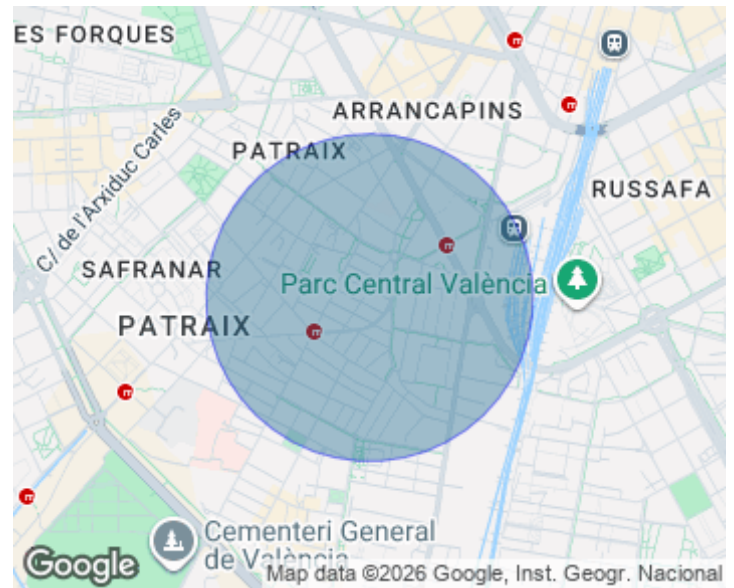 ES FORQUES
ARRANCAPINS
C/ de l'Arxiduc Carles
PATRAIX
RUSSAFA
SAFRANAR
Parc Central València
PATRAIX
Cementeri General
de València
Google
Map data ©2026 Google, Inst. Geogr. Nacional